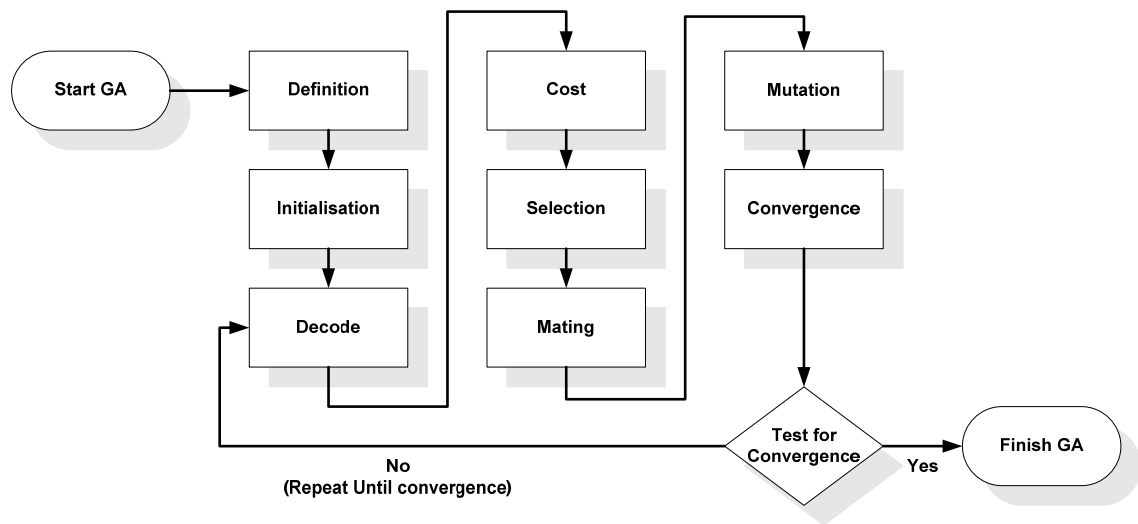 Start GA
Definition
Initialisation
Decode
Cost
Selection
Mating
Mutation
Convergence
Test for
Convergence
No
(Repeat Until convergence)
Yes
Finish GA